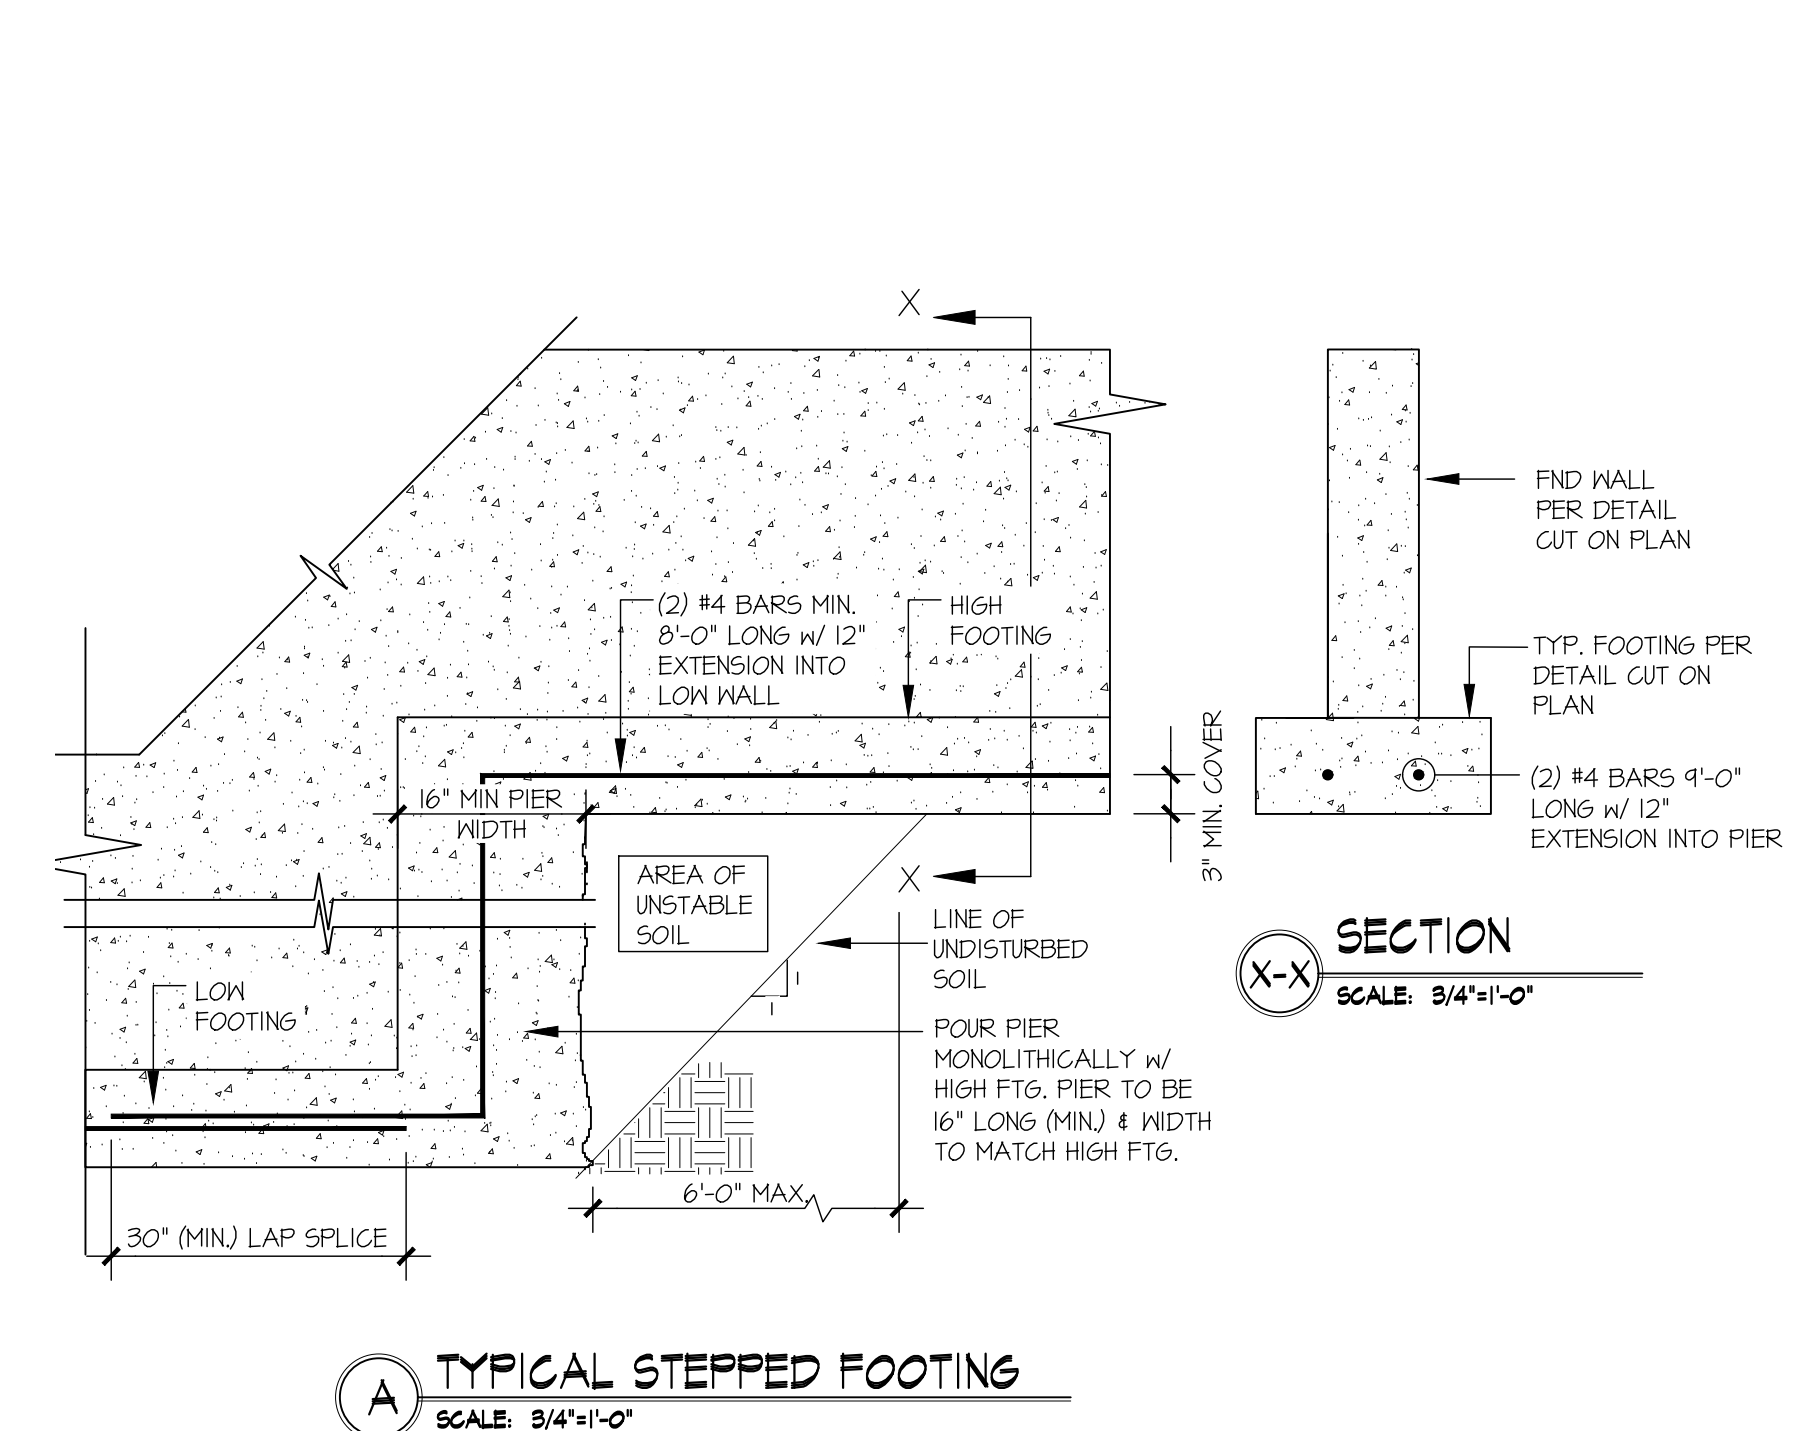 X
(2) #4 BARS MIN.
8'-0" LONG w/ 12"
EXTENSION INTO
LOW WALL
HIGH
FOOTING
16" MIN PIER
WIDTH
3" MIN. COVER
AREA OF
UNSTABLE
SOIL
X
LINE OF
UNDISTURBED
SOIL
1
1
LOW
FOOTING
POUR PIER
MONOLITHICALLY w/
HIGH FTG. PIER TO BE
16" LONG (MIN.) & WIDTH
TO MATCH HIGH FTG.
6'-0" MAX.
30" (MIN.) LAP SPLICE
A
TYPICAL STEPPED FOOTING
SCALE: 3/4"=1'-0"
FND WALL
PER DETAIL
CUT ON PLAN
TYP. FOOTING PER
DETAIL CUT ON
PLAN
(2) #4 BARS 9'-0"
LONG w/ 12"
EXTENSION INTO PIER
X-X
SECTION
SCALE: 3/4"=1'-0"